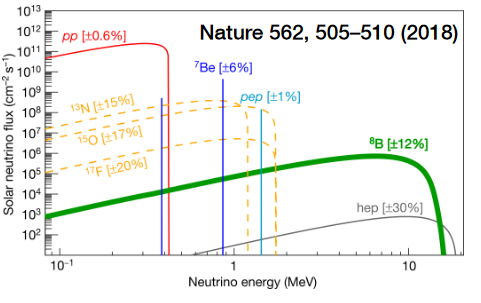 Nature 562, 505–510 (2018)
10¹³
10¹²
10¹¹
10¹⁰
10⁹
10⁸
10⁷
10⁶
10⁵
10⁴
10³
10²
Solar neutrino flux (cm⁻² s⁻¹)
pp [±0.6%]
⁷Be [±6%]
pep [±1%]
¹³N [±15%]
¹⁵O [±17%]
¹⁷F [±20%]
⁸B [±12%]
hep [±30%]
10⁻¹
1
10
Neutrino energy (MeV)